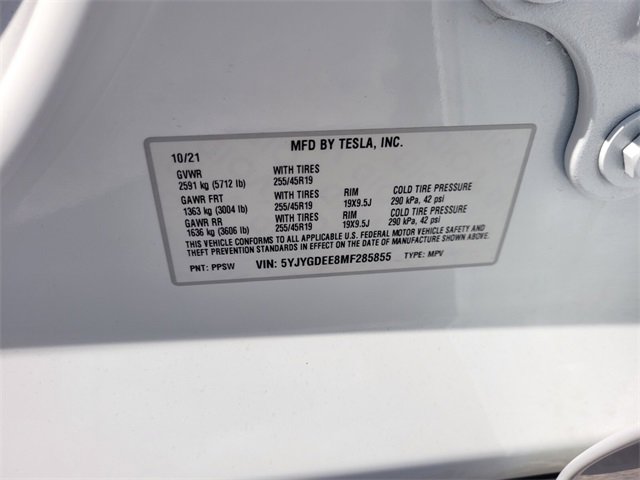 MFD BY TESLA, INC.
10/21
GVWR WITH TIRES
2591 kg (5712 lb) 255/45R19
GAWR FRT WITH TIRES RIM COLD TIRE PRESSURE
1363 kg (3004 lb) 255/45R19 19X9.5J 290 kPa, 42 psi
GAWR RR WITH TIRES RIM COLD TIRE PRESSURE
1636 kg (3606 lb) 255/45R19 19X9.5J 290 kPa, 42 psi
THIS VEHICLE CONFORMS TO ALL APPLICABLE U.S. FEDERAL MOTOR VEHICLE SAFETY AND
THEFT PREVENTION STANDARDS IN EFFECT ON THE DATE OF MANUFACTURE SHOWN ABOVE.
PNT: PPSW VIN: 5YJYGDEE8MF285855 TYPE: MPV